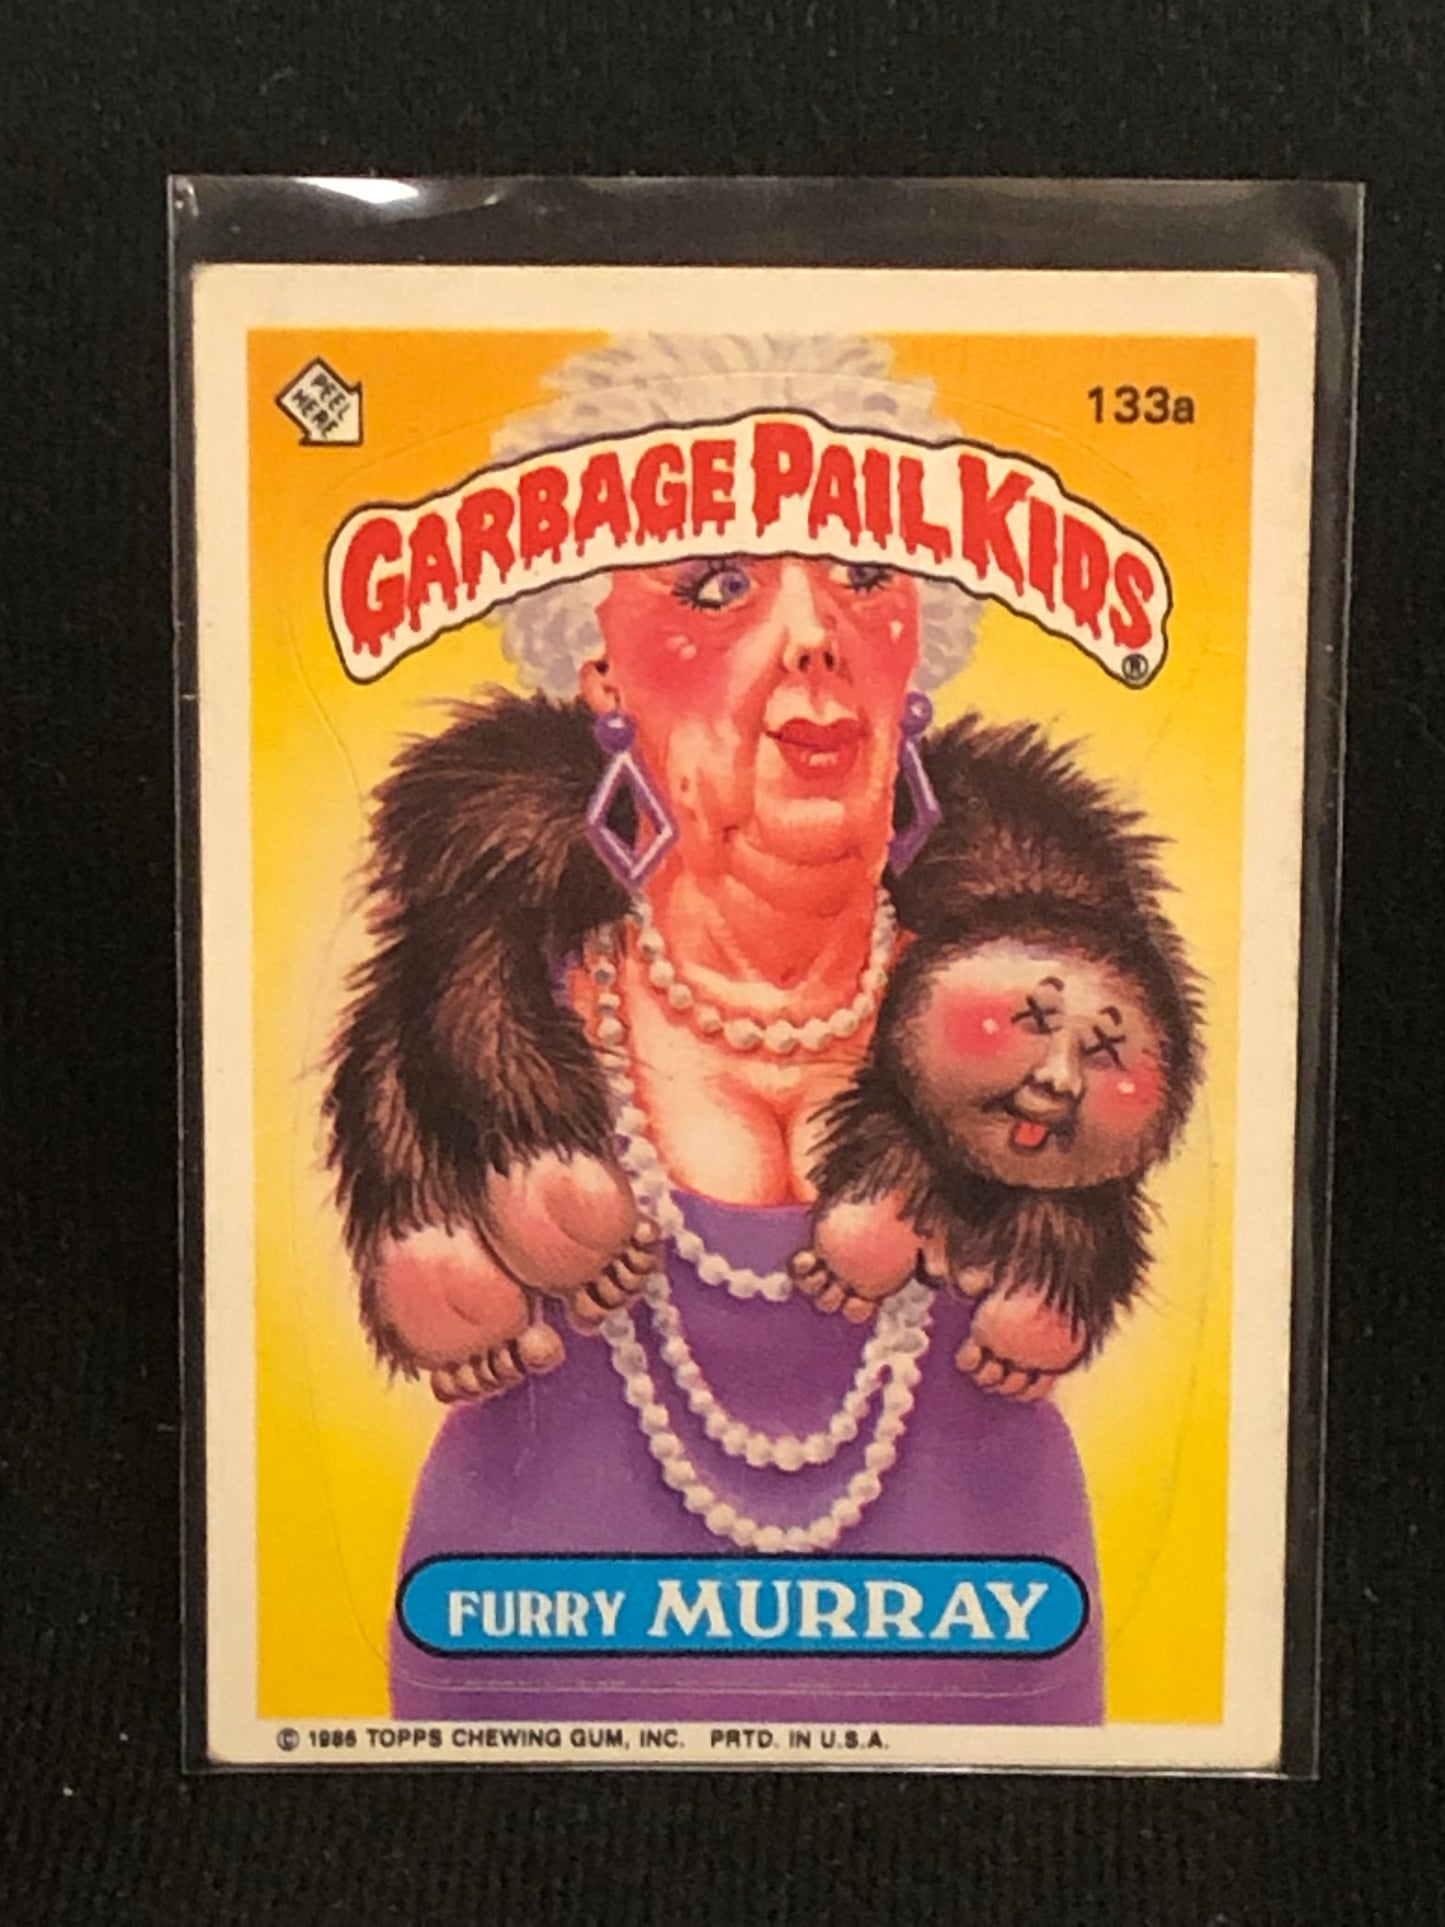 PEEL
HERE
133a
GARBAGE PAIL KIDS
®
FURRY MURRAY
© 1986 TOPPS CHEWING GUM, INC. PRTD. IN U.S.A.